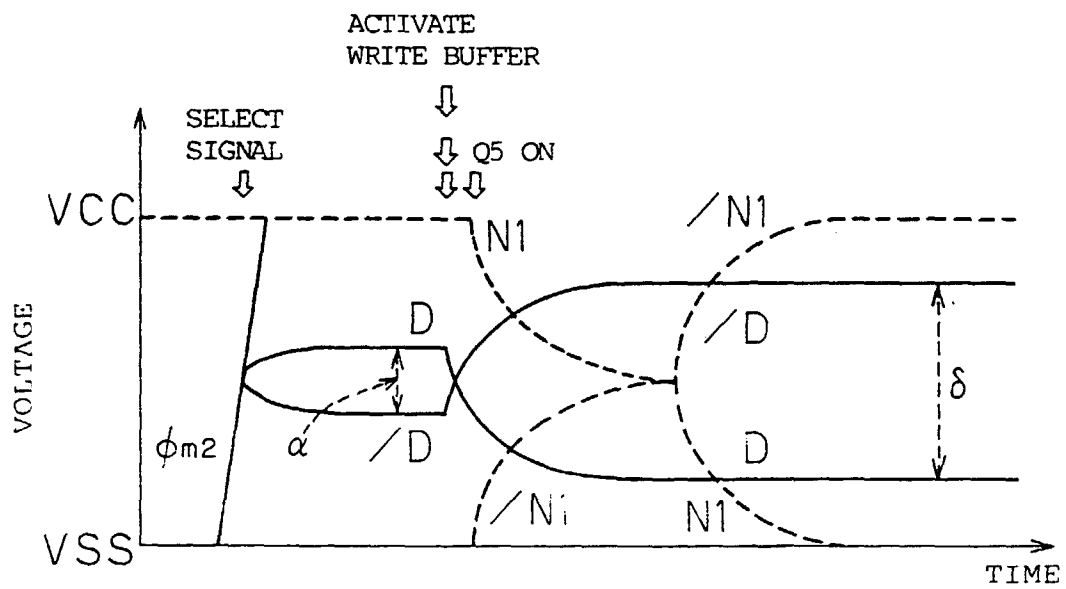 ACTIVATE
WRITE BUFFER
SELECT
SIGNAL
Q5 ON
VCC
N1
/N1
D
/D
VOLTAGE
δ
φm2
α
/D
D
/Ni
N1
VSS
TIME